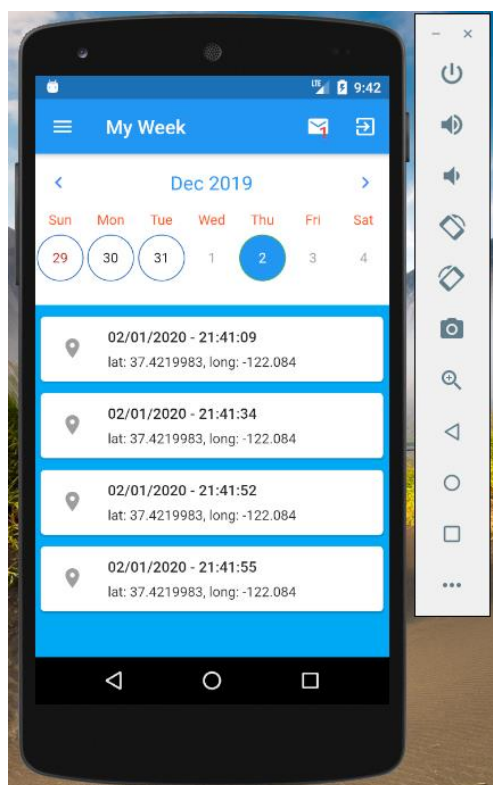 LTE 9:42
My Week
1
Dec 2019
Sun Mon Tue Wed Thu Fri Sat
29 30 31 1 2 3 4
02/01/2020 - 21:41:09
lat: 37.4219983, long: -122.084
02/01/2020 - 21:41:34
lat: 37.4219983, long: -122.084
02/01/2020 - 21:41:52
lat: 37.4219983, long: -122.084
02/01/2020 - 21:41:55
lat: 37.4219983, long: -122.084